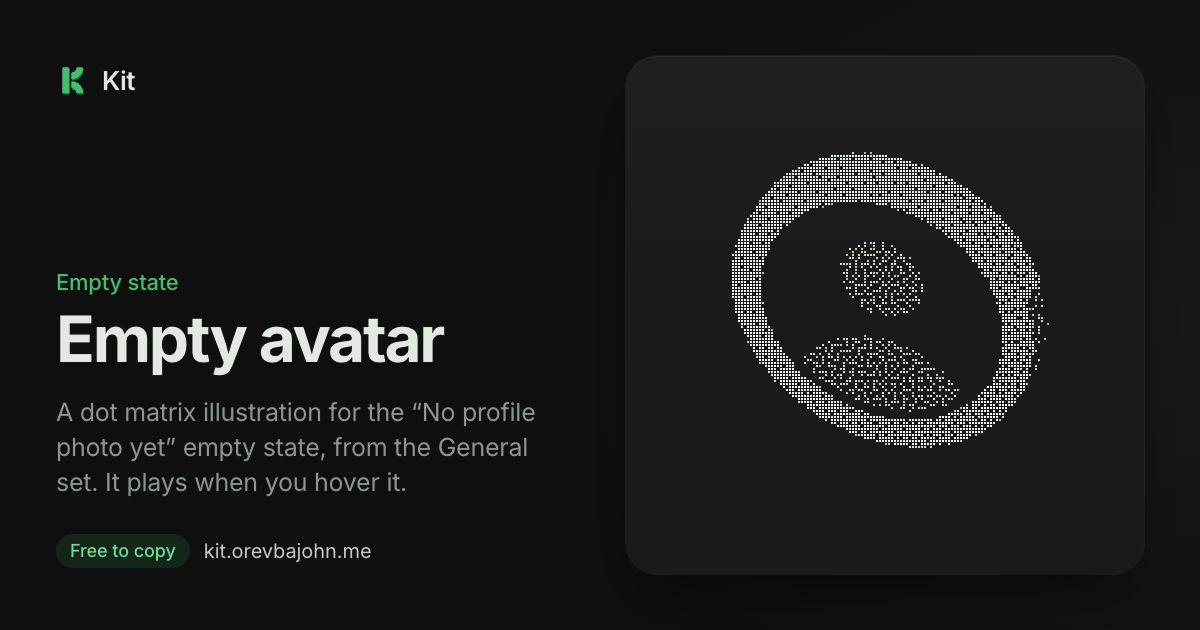 Kit
Empty state
Empty avatar
A dot matrix illustration for the “No profile
photo yet” empty state, from the General
set. It plays when you hover it.
Free to copy
kit.orevbajohn.me